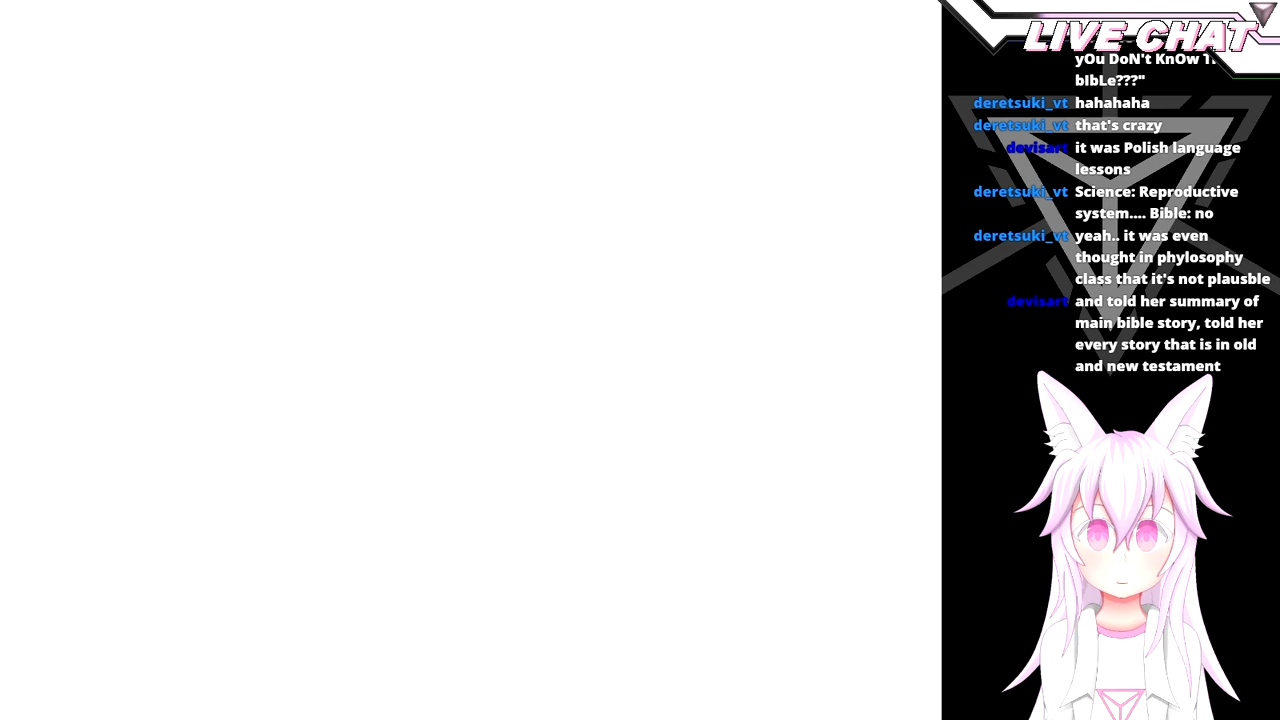 LIVE CHAT
yOu DoN't KnOw
bIbLe???"
deretsuki_vt hahahaha
deretsuki_vt that's crazy
devisart it was Polish language
lessons
deretsuki_vt Science: Reproductive
system.... Bible: no
deretsuki_vt yeah.. it was even
thought in phylosophy
class that it's not plausble
devisart and told her summary of
main bible story, told her
every story that is in old
and new testament